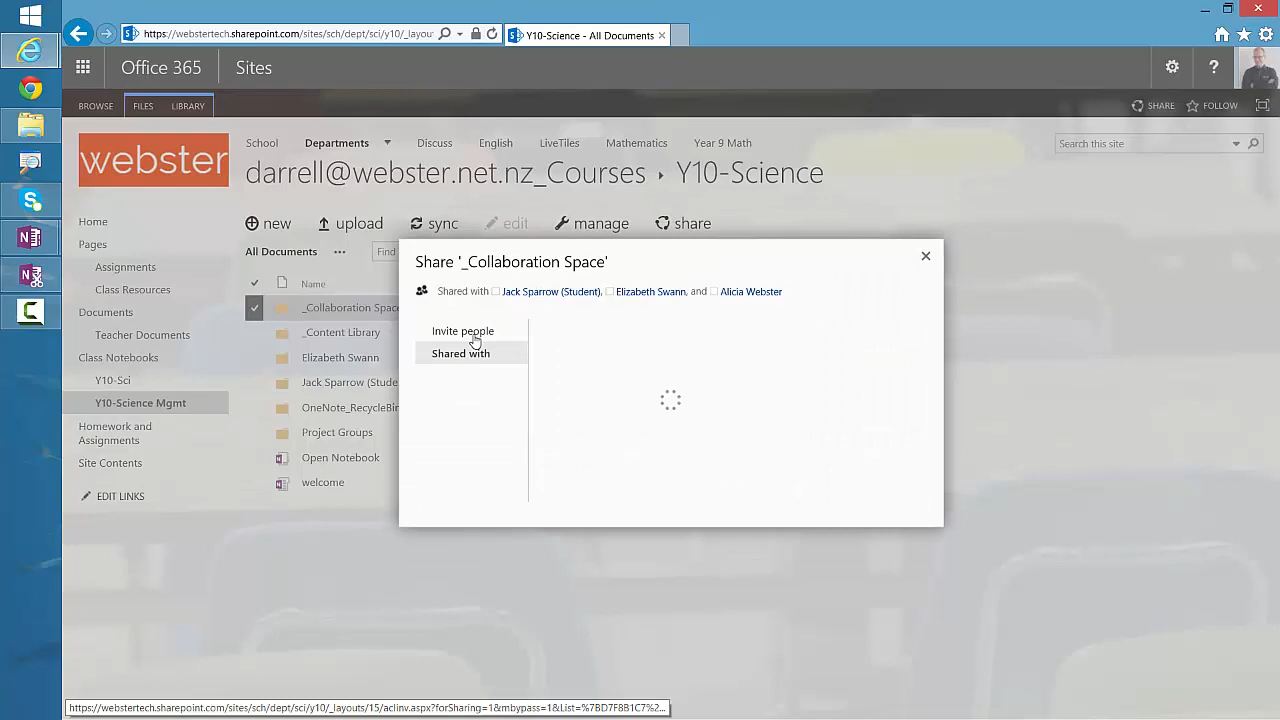 https://webstertech.sharepoint.com/sites/sch/dept/sci/y10/_layou
Y10-Science - All Documents
Office 365
Sites
BROWSE
FILES
LIBRARY
SHARE
FOLLOW
webster
School
Departments
Discuss
English
LiveTiles
Mathematics
Year 9 Math
Search this site
darrell@webster.net.nz_Courses
Y10-Science
Home
Pages
Assignments
Class Resources
Documents
Teacher Documents
Class Notebooks
Y10-Sci
Y10-Science Mgmt
Homework and
Assignments
Site Contents
EDIT LINKS
new
upload
sync
edit
manage
share
All Documents
Find
Name
_Collaboration Space
_Content Library
Elizabeth Swann
Jack Sparrow (Stude
OneNote_RecycleBin
Project Groups
Open Notebook
welcome
Share '_Collaboration Space'
Shared with Jack Sparrow (Student), Elizabeth Swann, and Alicia Webster
Invite people
Shared with
https://webstertech.sharepoint.com/sites/sch/dept/sci/y10/_layouts/15/aclinv.aspx?forSharing=1&mbypass=1&List=%7BD7F8B1C7%2...